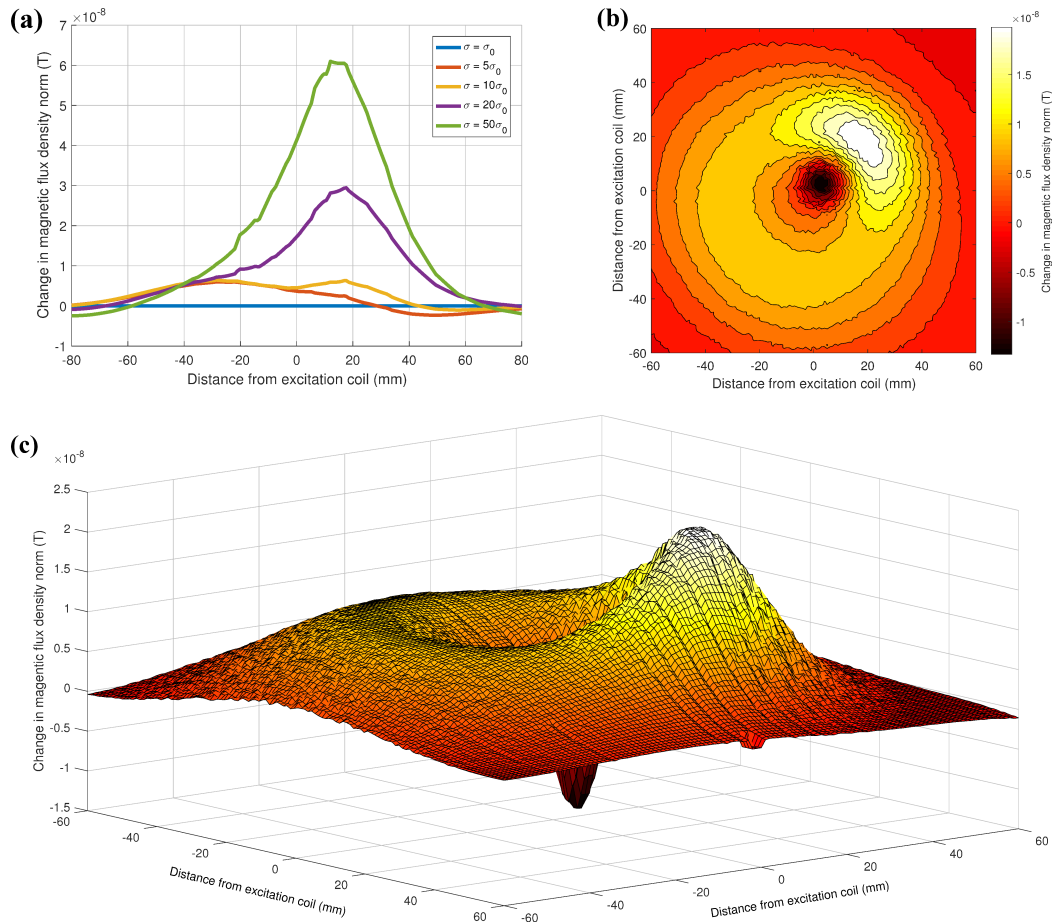 (a)
×10⁻⁸
7
6
5
4
3
2
1
0
-1
Change in magnetic flux density norm (T)
-80 -60 -40 -20 0 20 40 60 80
Distance from excitation coil (mm)
σ = σ₀
σ = 5σ₀
σ = 10σ₀
σ = 20σ₀
σ = 50σ₀
(b)
60
40
20
0
-20
-40
-60
Distance from excitation coil (mm)
-60 -40 -20 0 20 40 60
Distance from excitation coil (mm)
×10⁻⁸
1.5
1
0.5
0
-0.5
-1
Change in magentic flux density norm (T)
(c)
×10⁻⁸
2.5
2
1.5
1
0.5
0
-0.5
-1
-1.5
Change in magentic flux density norm (T)
-60
-40
-20
0
20
40
60
Distance from excitation coil (mm)
-60
-40
-20
0
20
40
60
Distance from excitation coil (mm)